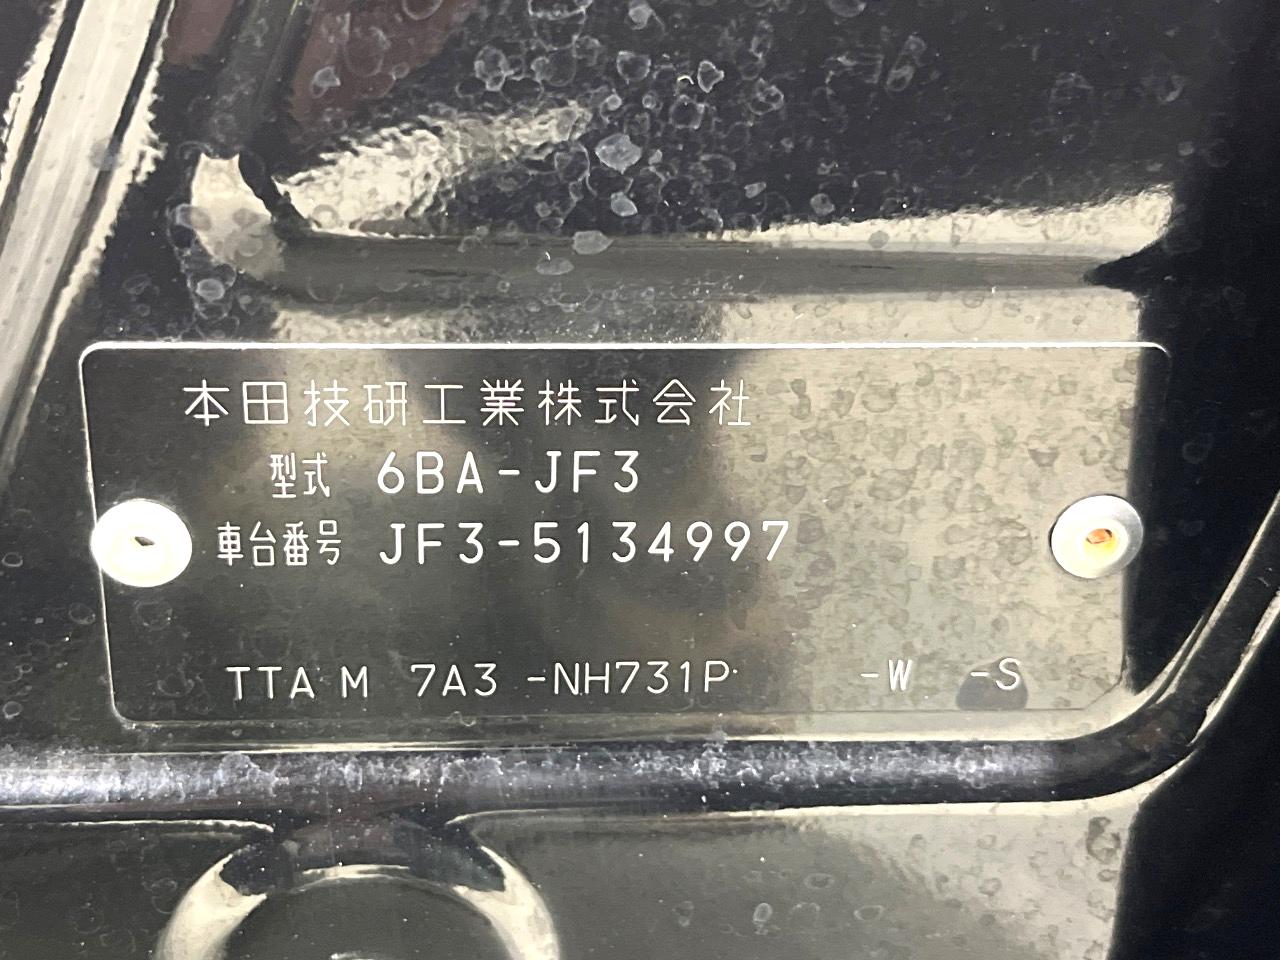 本田技研工業株式会社
型式 6BA-JF3
車台番号 JF3-5134997
TTA M 7A3 -NH731P -W -S